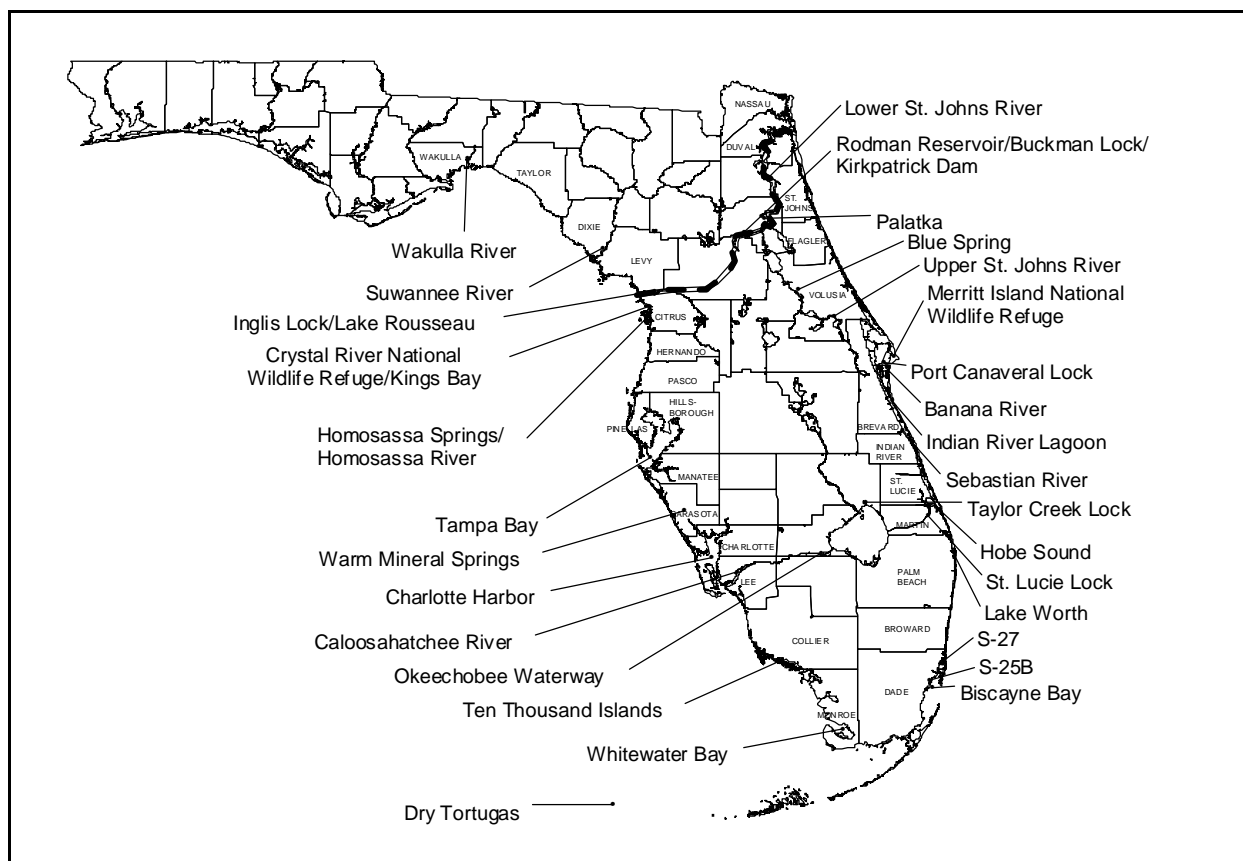 NASSAU
Lower St. Johns River
Rodman Reservoir/Buckman Lock/
Kirkpatrick Dam
DUVAL
WAKULLA
TAYLOR
ST.
JOHNS
Palatka
DIXIE
FLAGLER
Blue Spring
Wakulla River
LEVY
Upper St. Johns River
Suwannee River
VOLUSIA
Merritt Island National
Wildlife Refuge
Inglis Lock/Lake Rousseau
CITRUS
Crystal River National
Wildlife Refuge/Kings Bay
HERNANDO
Port Canaveral Lock
PASCO
Banana River
HILLS-
BOROUGH
PINELLAS
BREVARD
Homosassa Springs/
Homosassa River
INDIAN
RIVER
Indian River Lagoon
Sebastian River
MANATEE
ST.
LUCIE
Taylor Creek Lock
SARASOTA
Tampa Bay
MARTIN
CHARLOTTE
Hobe Sound
Warm Mineral Springs
PALM
BEACH
LEE
St. Lucie Lock
Charlotte Harbor
Lake Worth
Caloosahatchee River
BROWARD
COLLIER
S-27
Okeechobee Waterway
S-25B
DADE
Biscayne Bay
Ten Thousand Islands
MONROE
Whitewater Bay
Dry Tortugas